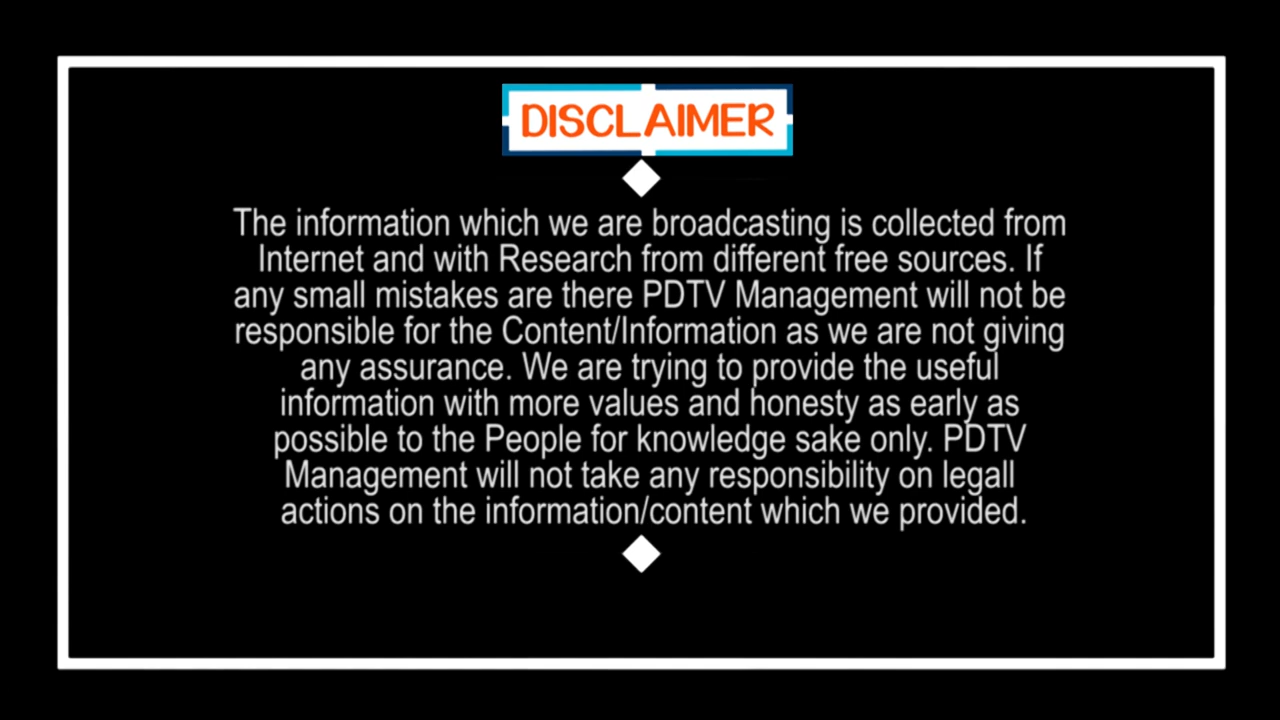 DISCLAIMER
The information which we are broadcasting is collected from
Internet and with Research from different free sources. If
any small mistakes are there PDTV Management will not be
responsible for the Content/Information as we are not giving
any assurance. We are trying to provide the useful
information with more values and honesty as early as
possible to the People for knowledge sake only. PDTV
Management will not take any responsibility on legall
actions on the information/content which we provided.